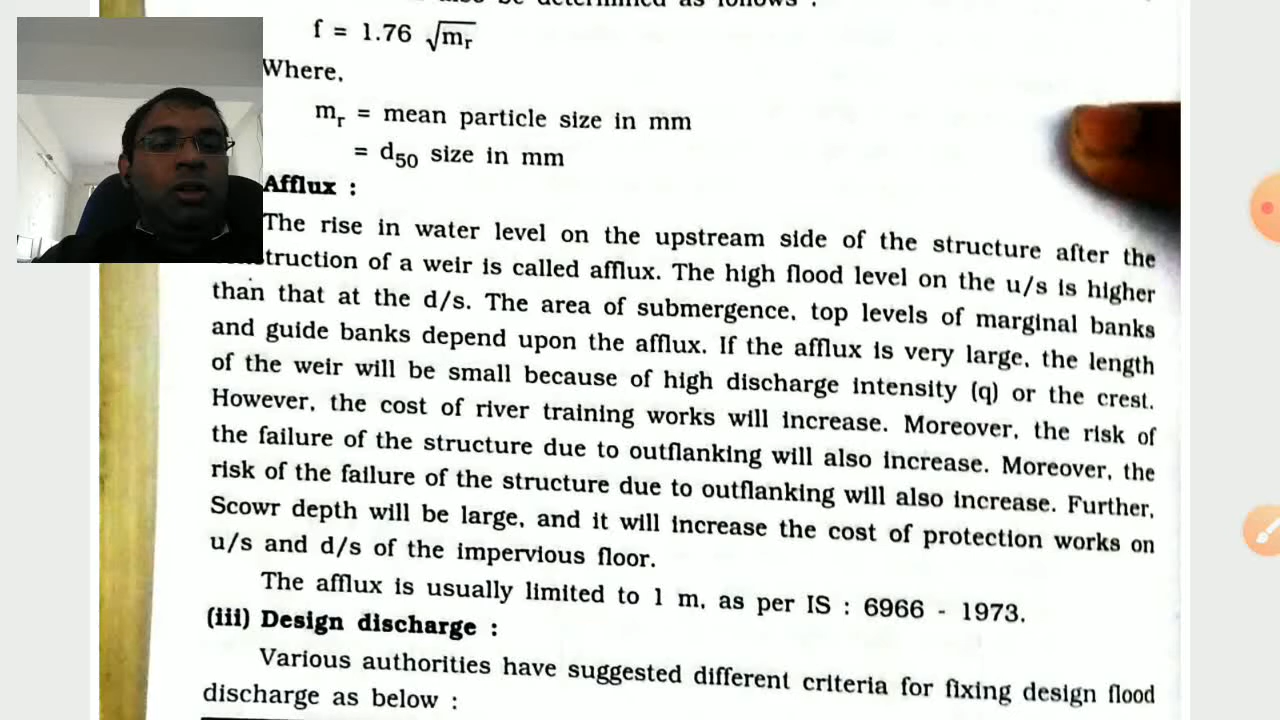 be determined as follows :
f = 1.76 √mr
Where,
mr = mean particle size in mm
= d50 size in mm
Afflux :
The rise in water level on the upstream side of the structure after the
struction of a weir is called afflux. The high flood level on the u/s is higher
than that at the d/s. The area of submergence, top levels of marginal banks
and guide banks depend upon the afflux. If the afflux is very large, the length
of the weir will be small because of high discharge intensity (q) or the crest.
However, the cost of river training works will increase. Moreover, the risk of
the failure of the structure due to outflanking will also increase. Moreover, the
risk of the failure of the structure due to outflanking will also increase. Further,
Scowr depth will be large, and it will increase the cost of protection works on
u/s and d/s of the impervious floor.
The afflux is usually limited to 1 m, as per IS : 6966 - 1973.
(iii) Design discharge :
Various authorities have suggested different criteria for fixing design flood
discharge as below :